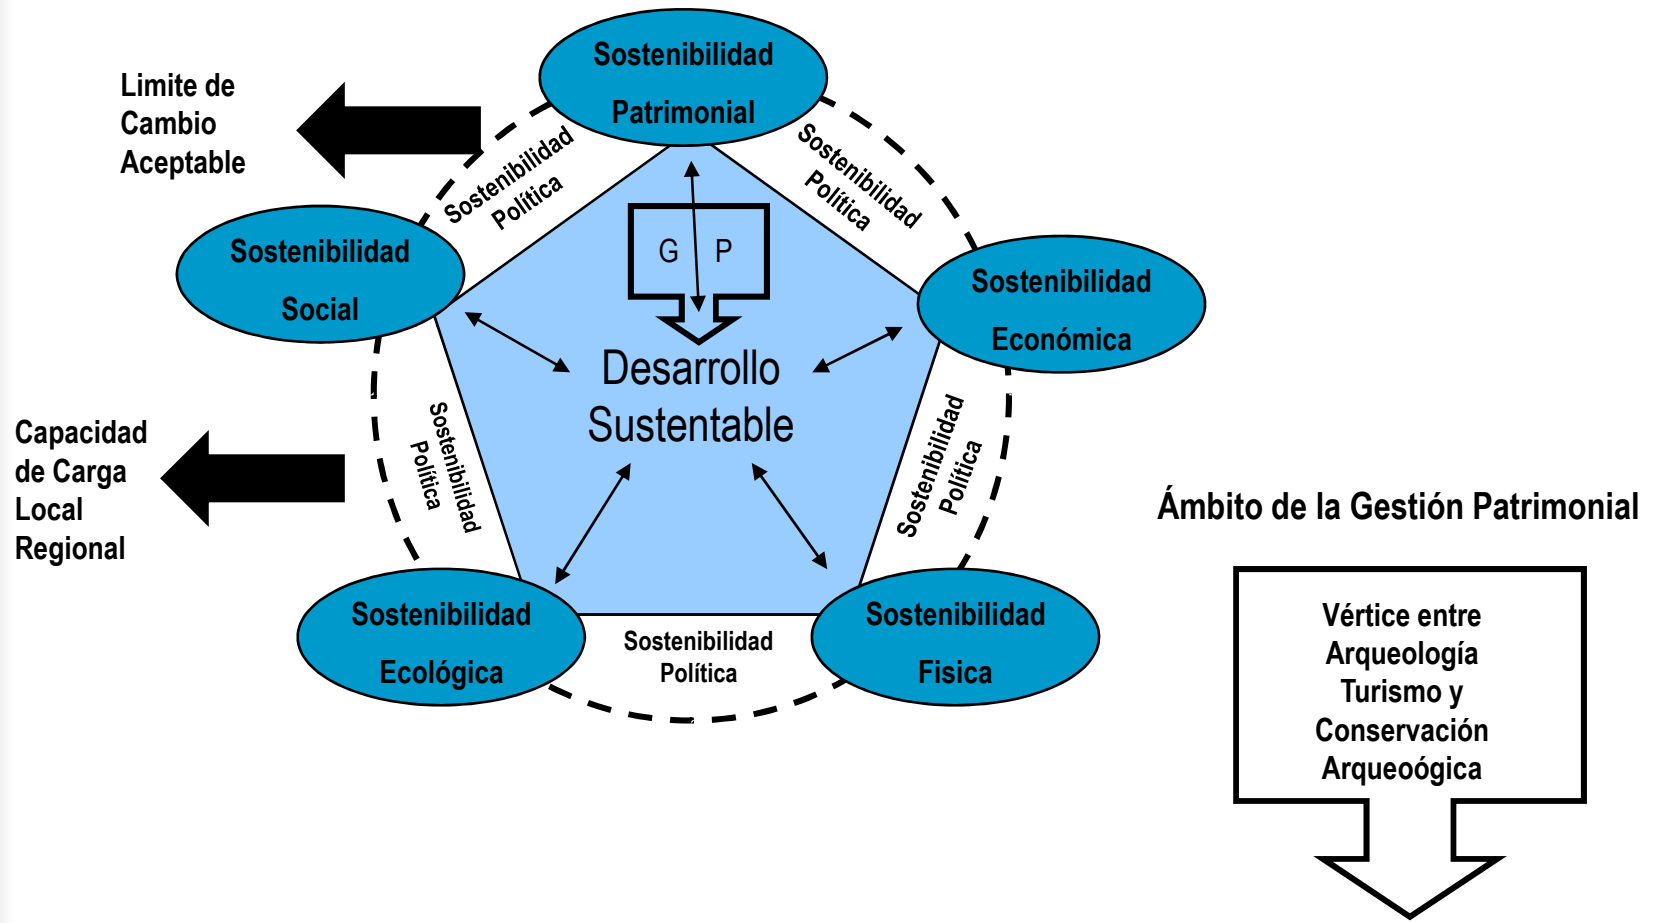 Sostenibilidad
Patrimonial
Limite de
Cambio
Aceptable
Sostenibilidad
Política
Sostenibilidad
Política
Sostenibilidad
Social
G P
Sostenibilidad
Económica
Desarrollo
Sustentable
Capacidad
de Carga
Local
Regional
Sostenibilidad
Política
Sostenibilidad
Política
Ámbito de la Gestión Patrimonial
Sostenibilidad
Ecológica
Sostenibilidad
Política
Sostenibilidad
Fisica
Vértice entre
Arqueología
Turismo y
Conservación
Arqueoógica